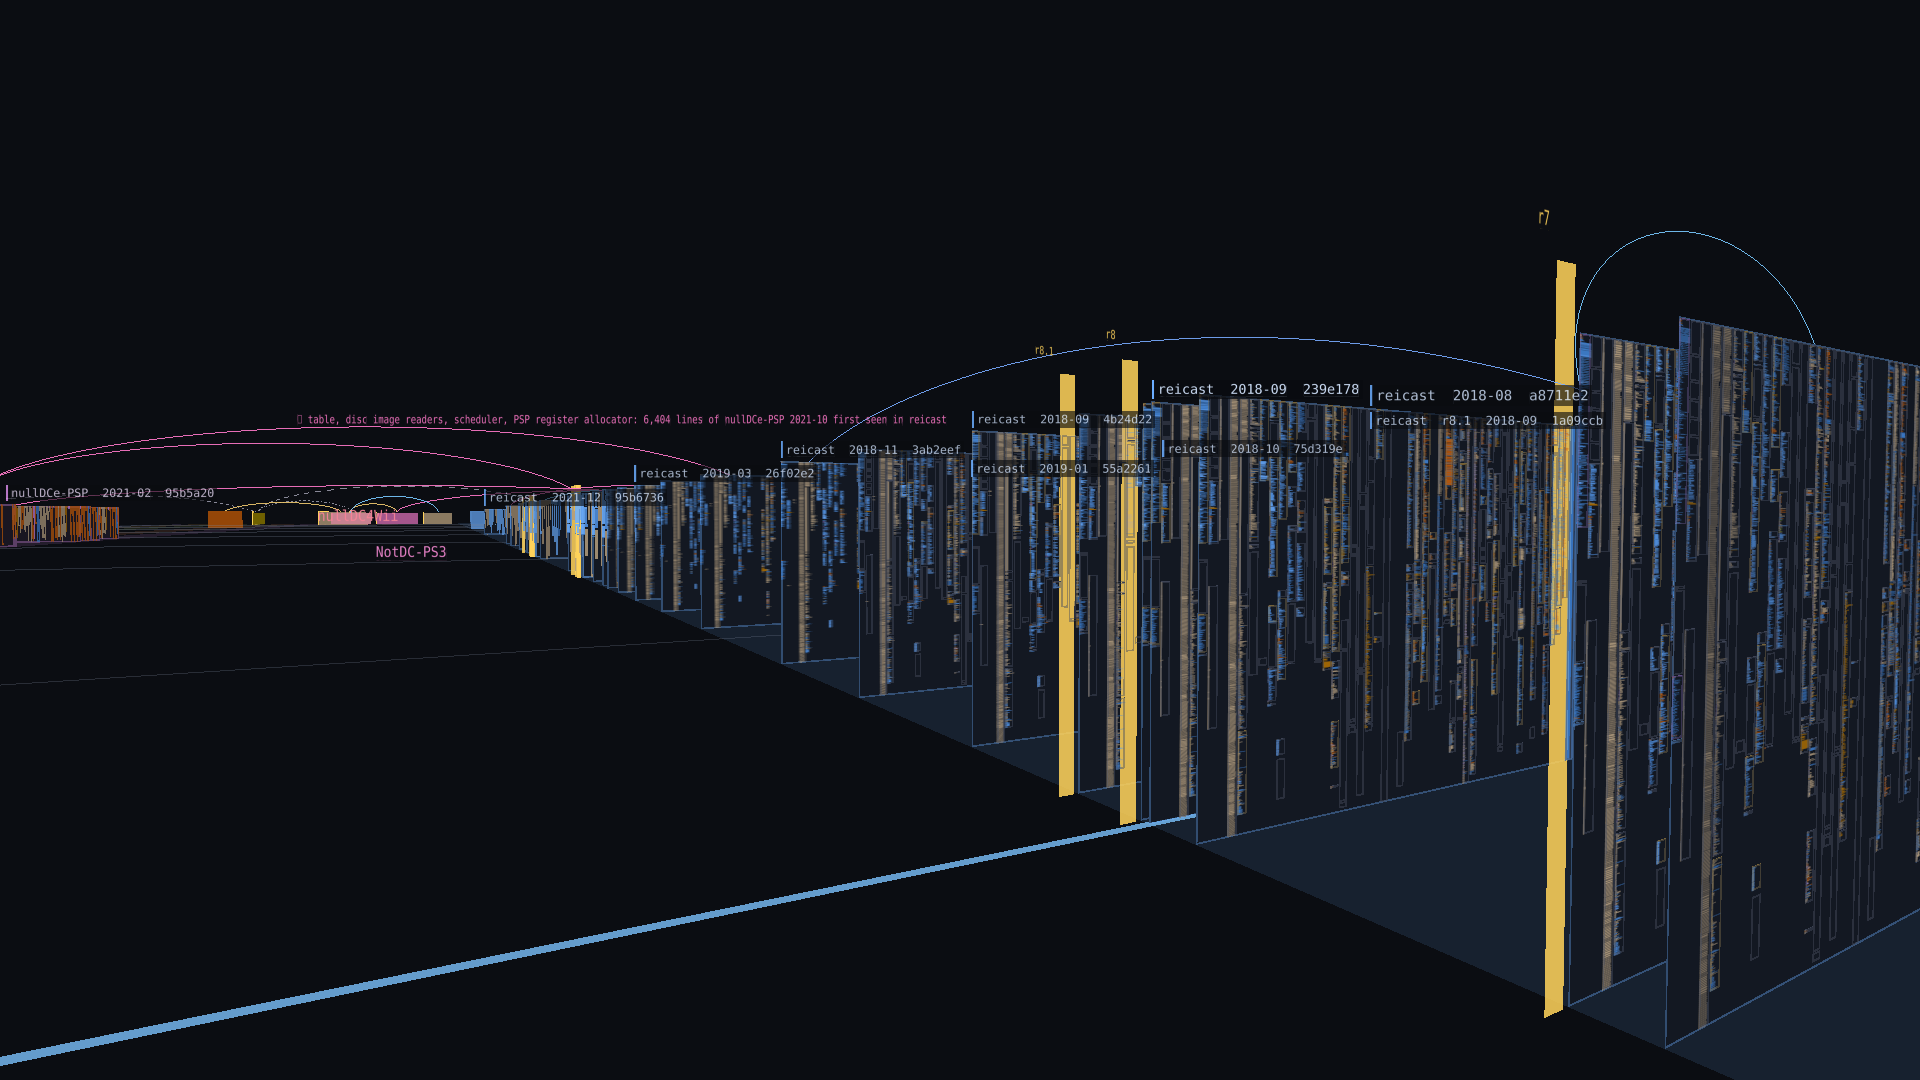 r7
r8
r8.1
reicast 2018-09 239e178
reicast 2018-08 a8711e2
table, disc image readers, scheduler, PSP register allocator: 6,404 lines of nullDCe-PSP 2021-10 first seen in reicast
reicast 2018-09 4b24d22
reicast r8.1 2018-09 1a09ccb
reicast 2018-11 3ab2eef
reicast 2018-10 75d319e
reicast 2019-03 26f02e2
reicast 2019-01 55a2261
nullDCe-PSP 2021-02 95b5a20
reicast 2021-12 95b6736
nullDC4Wii
NotDC-PS3